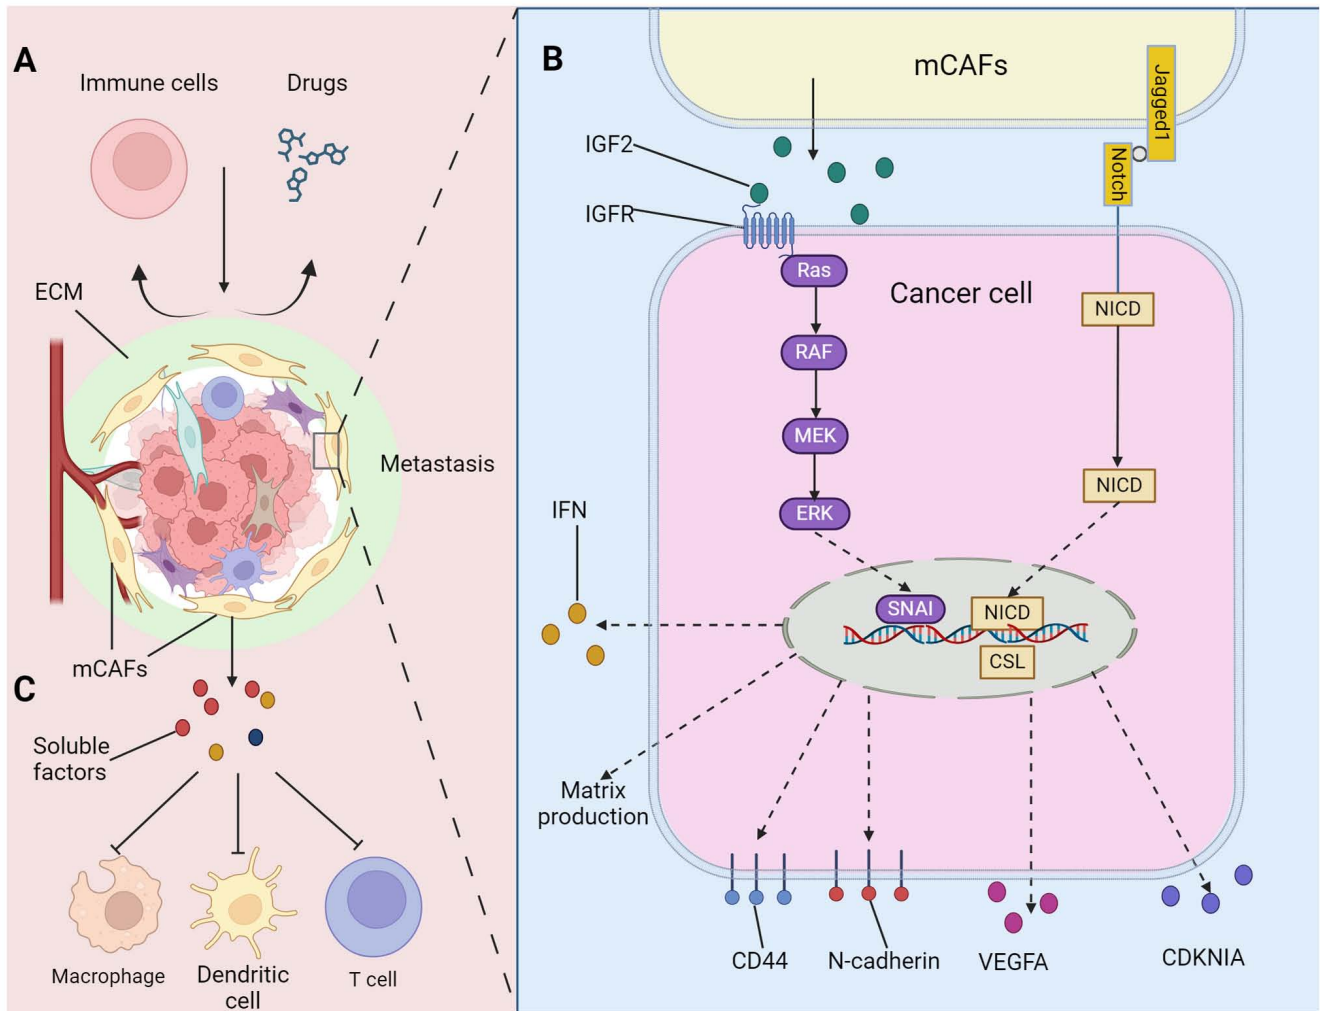 A
Immune cells
Drugs
ECM
Metastasis
mCAFs
C
Soluble
factors
Macrophage
Dendritic
cell
T cell
B
mCAFs
Jagged1
Notch
IGF2
IGFR
Ras
Cancer cell
NICD
RAF
MEK
NICD
ERK
IFN
SNAI
NICD
CSL
Matrix
production
CD44
N-cadherin
VEGFA
CDKNIA